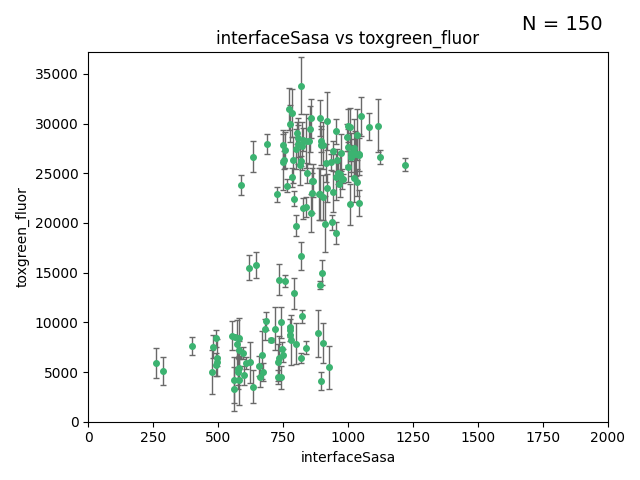 N = 150
interfaceSasa vs toxgreen_fluor
35000
30000
25000
20000
15000
10000
5000
0
toxgreen_fluor
0 250 500 750 1000 1250 1500 1750 2000
interfaceSasa